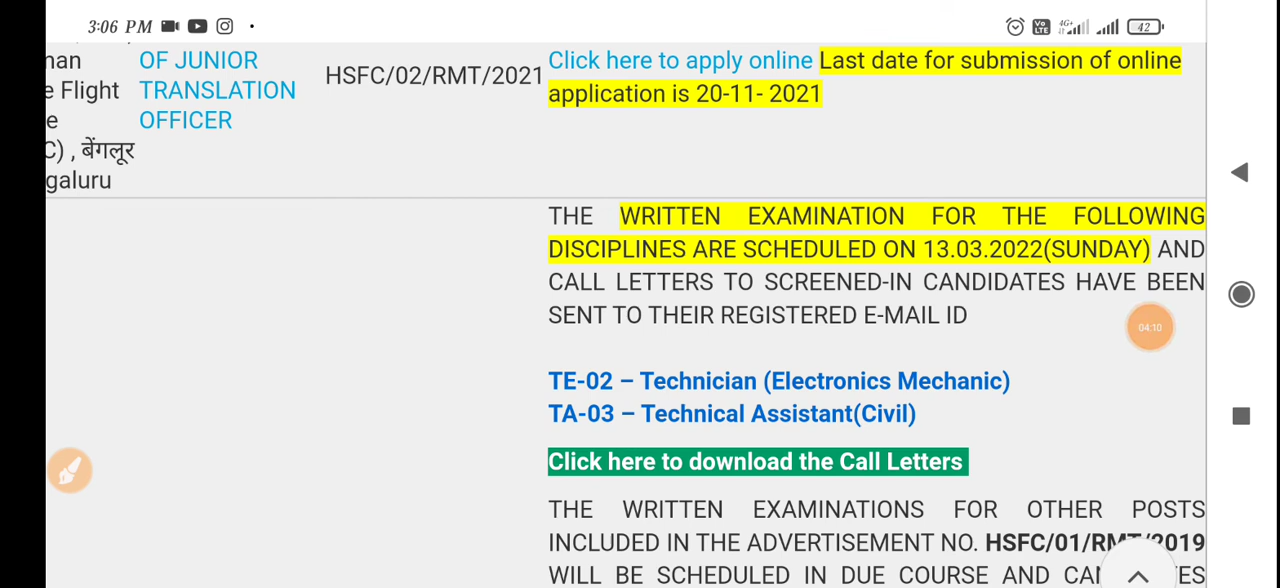 3:06 PM
Vo LTE 4G+ 42
nan OF JUNIOR HSFC/02/RMT/2021 Click here to apply online Last date for submission of online
e Flight TRANSLATION application is 20-11- 2021
e OFFICER
C) , बेंगलूर
galuru
THE WRITTEN EXAMINATION FOR THE FOLLOWING
DISCIPLINES ARE SCHEDULED ON 13.03.2022(SUNDAY) AND
CALL LETTERS TO SCREENED-IN CANDIDATES HAVE BEEN
SENT TO THEIR REGISTERED E-MAIL ID
04:10
TE-02 – Technician (Electronics Mechanic)
TA-03 – Technical Assistant(Civil)
Click here to download the Call Letters
THE WRITTEN EXAMINATIONS FOR OTHER POSTS
INCLUDED IN THE ADVERTISEMENT NO. HSFC/01/RMT/2019
WILL BE SCHEDULED IN DUE COURSE AND